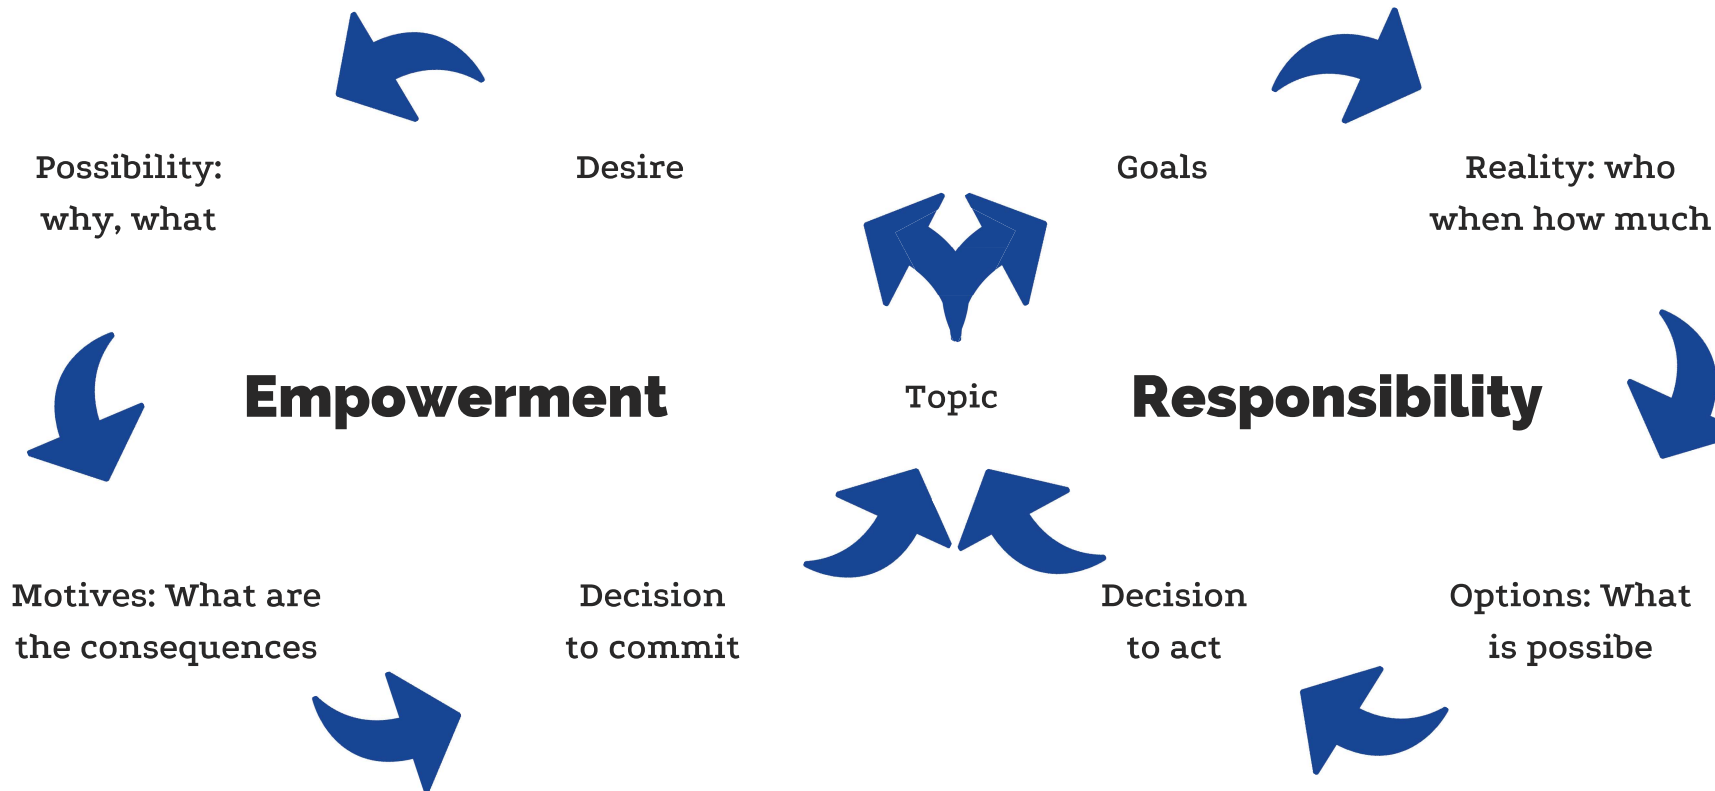 Possibility:
why, what
Desire
Goals
Reality: who
when how much
Empowerment
Topic
Responsibility
Motives: What are
the consequences
Decision
to commit
Decision
to act
Options: What
is possibe